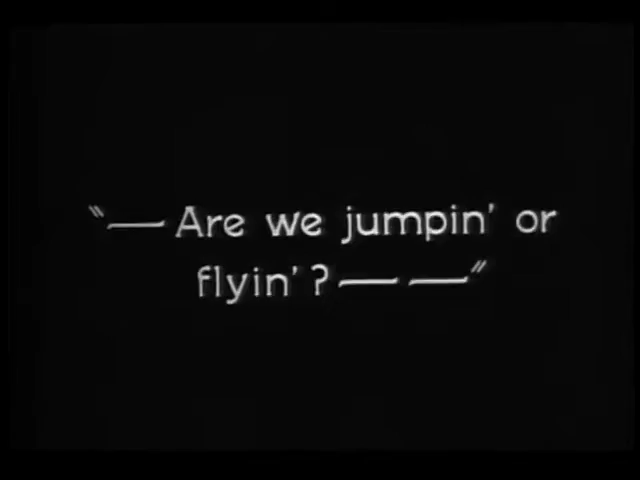 "—Are we jumpin' or
flyin'?— —"